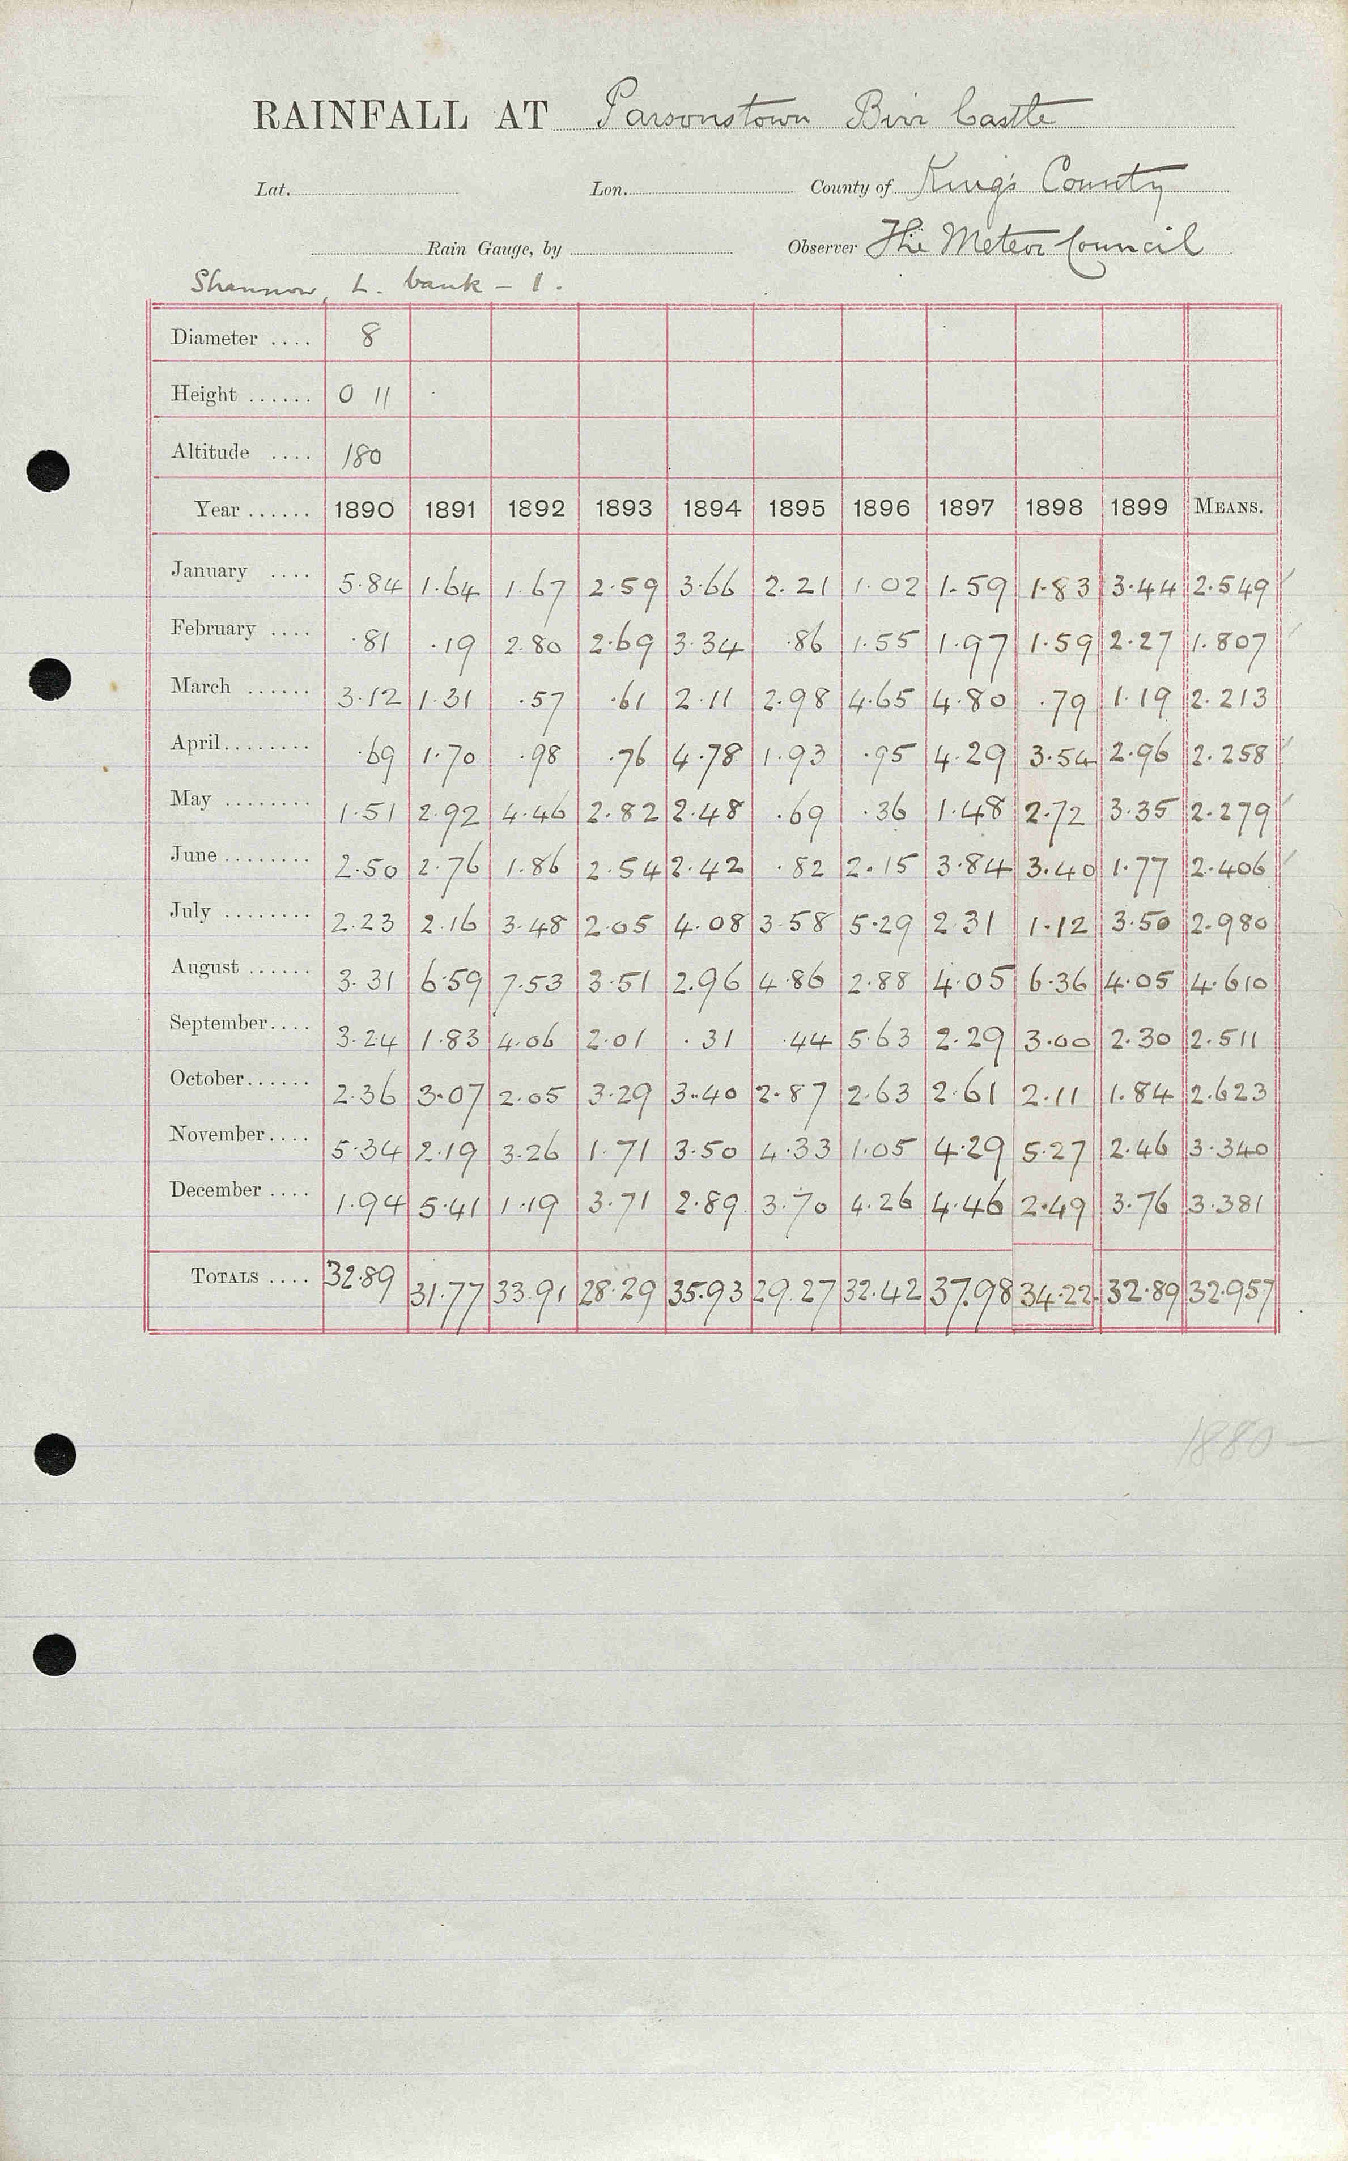 RAINFALL AT Parsonstown Birr Castle
Lat. Lon. County of King's County
Rain Gauge, by Observer The Meteor Council
Shannon, L. bank - 1.
Diameter .... 8
Height ...... 0 11
Altitude .... 180
Year ...... 1890 1891 1892 1893 1894 1895 1896 1897 1898 1899 MEANS.
January .... 5.84 1.64 1.67 2.59 3.66 2.21 1.02 1.59 1.83 3.44 2.549
February .... .81 .19 2.80 2.69 3.34 .86 1.55 1.97 1.59 2.27 1.807
March ...... 3.12 1.31 .57 .61 2.11 2.98 4.65 4.80 .79 1.19 2.213
April ........ .69 1.70 .98 .76 4.78 1.93 .95 4.29 3.54 2.96 2.258
May ........ 1.51 2.92 4.46 2.82 2.48 .69 .36 1.48 2.72 3.35 2.279
June ........ 2.50 2.76 1.86 2.54 2.42 .82 2.15 3.84 3.40 1.77 2.406
July ........ 2.23 2.16 3.48 2.05 4.08 3.58 5.29 2.31 1.12 3.50 2.980
August ...... 3.31 6.59 7.53 3.51 2.96 4.86 2.88 4.05 6.36 4.05 4.610
September.... 3.24 1.83 4.06 2.01 .31 .44 5.63 2.29 3.00 2.30 2.511
October...... 2.36 3.07 2.05 3.29 3.40 2.87 2.63 2.61 2.11 1.84 2.623
November.... 5.34 2.19 3.26 1.71 3.50 4.33 1.05 4.29 5.27 2.46 3.340
December .... 1.94 5.41 1.19 3.71 2.89 3.70 4.26 4.46 2.49 3.76 3.381
TOTALS .... 32.89 31.77 33.91 28.29 35.93 29.27 32.42 37.98 34.22 32.89 32.957
1880 —